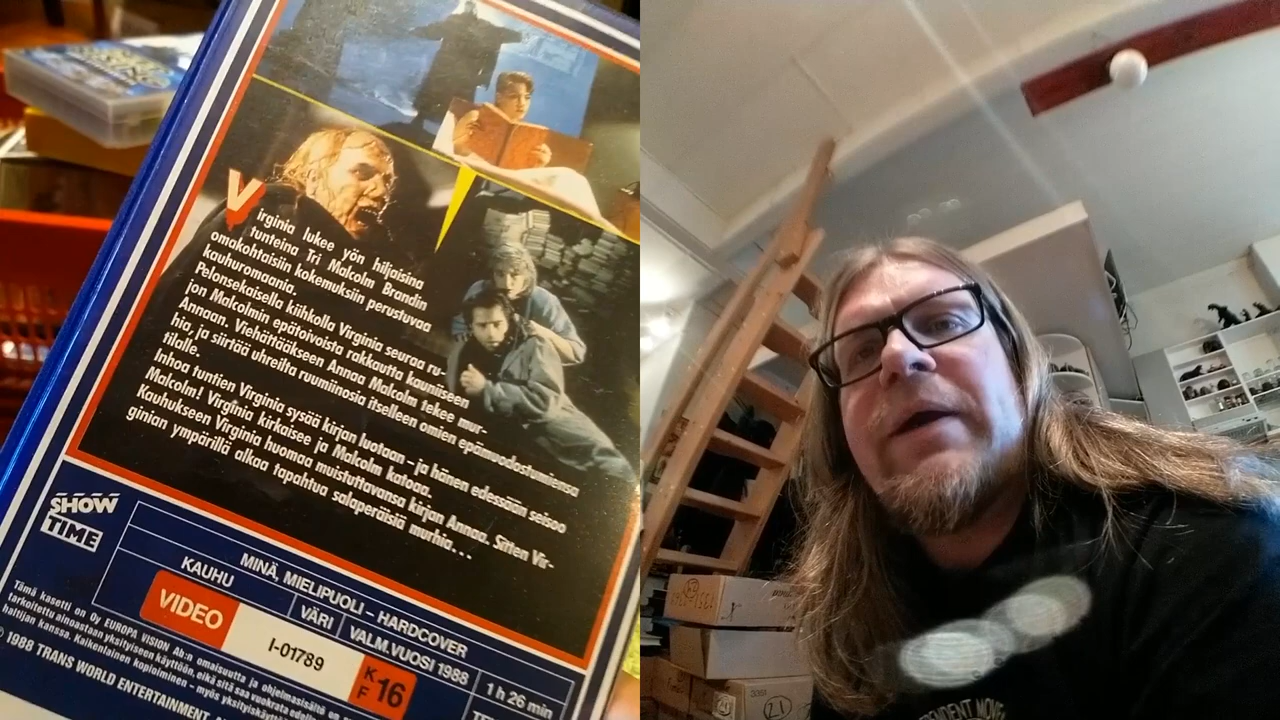 Virginia lukee yön hiljaisina
tunteina Tri Malcolm Brandin
omakohtaisiin kokemuksiin perustuvaa
kauhuromaania.
Pelonsekaisella kiihkolla Virginia seuraa ru-
jon Malcolmin epätoivoista rakkautta kauniiseen
Annaan. Viehättääkseen Annaa Malcolm tekee mur-
hia, ja siirtää uhreilta ruumiinosia itselleen omien epämuodostumiensa
tilalle.
Inhoa tuntien Virginia sysää kirjan luotaan – ja hänen edessään seisoo
Malcolm! Virginia kirkaisee ja Malcolm katoaa.
Kauhukseen Virginia huomaa muistuttavansa kirjan Annaa. Sitten Vir-
ginian ympärillä alkaa tapahtua salaperäisiä murhia...
SHOW
TIME
MINÄ, MIELIPUOLI – HARDCOVER
KAUHU
VÄRI
VALM.VUOSI 1988
1 h 26 min
VIDEO
I-01789
K
F 16
Tämä kasetti on Oy EUROPA VISION Ab:n omaisuutta ja ohjelmasisältö on
tarkoitettu ainoastaan yksityiseen käyttöön, eikä sitä saa vuokrata
haltijan kanssa. Kaikenlainen kopioiminen – myös
1988 TRANS WORLD ENTERTAINMENT
21